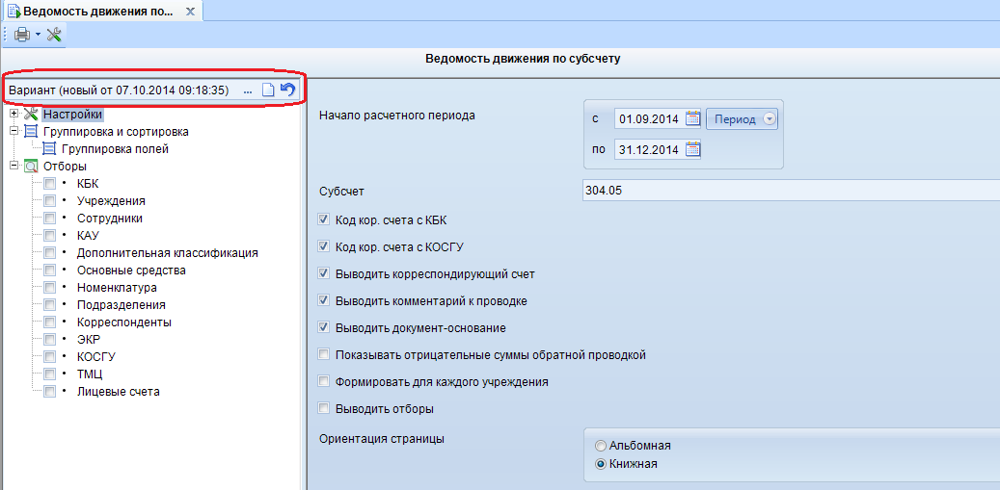 Ведомость движения по...
Ведомость движения по субсчету
Вариант (новый от 07.10.2014 09:18:35) ...
Настройки
Группировка и сортировка
Группировка полей
Отборы
КБК
Учреждения
Сотрудники
КАУ
Дополнительная классификация
Основные средства
Номенклатура
Подразделения
Корреспонденты
ЭКР
КОСГУ
ТМЦ
Лицевые счета
Начало расчетного периода
с 01.09.2014 Период
по 31.12.2014
Субсчет 304.05
Код кор. счета с КБК
Код кор. счета с КОСГУ
Выводить корреспондирующий счет
Выводить комментарий к проводке
Выводить документ-основание
Показывать отрицательные суммы обратной проводкой
Формировать для каждого учреждения
Выводить отборы
Ориентация страницы
Альбомная
Книжная